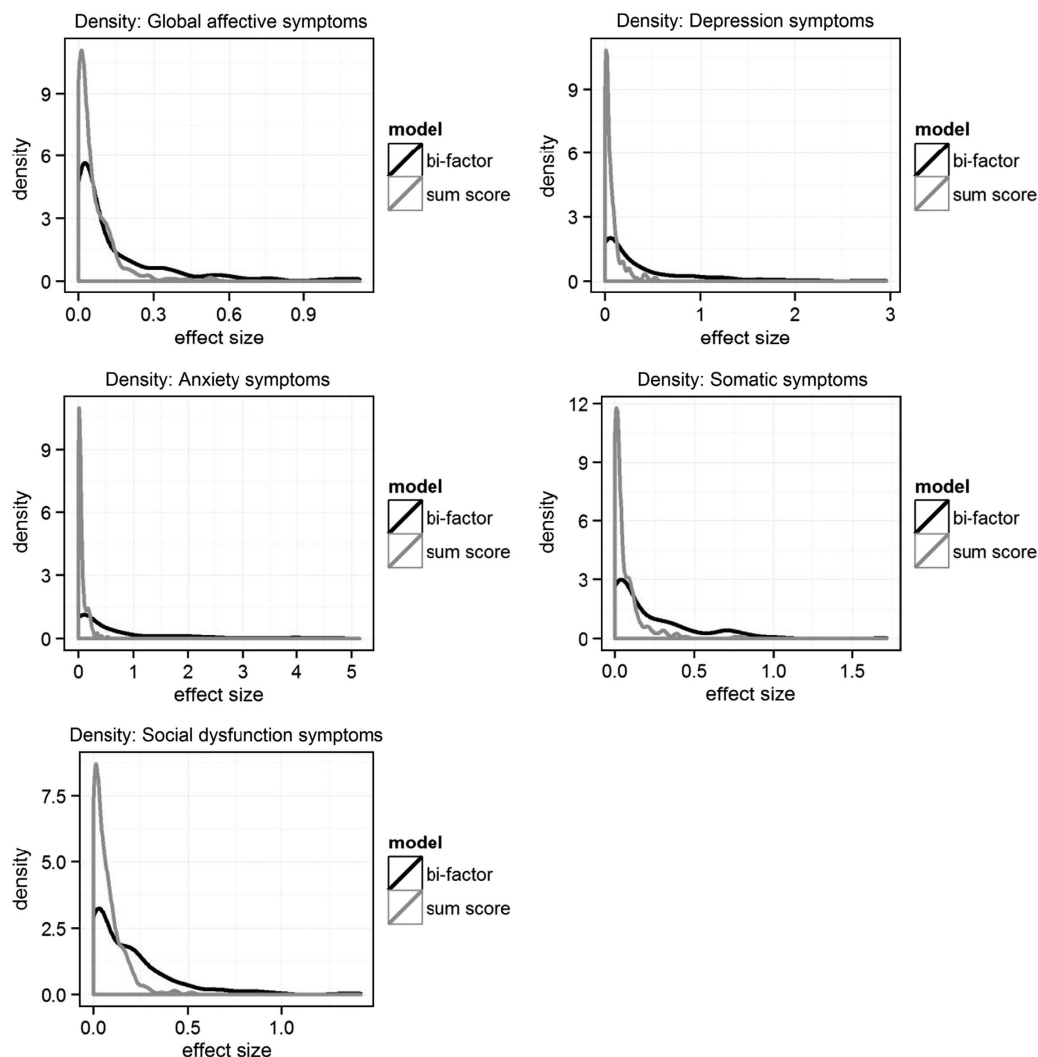 Density: Global affective symptoms
density
9
6
3
0
0.0 0.3 0.6 0.9
effect size
model
bi-factor
sum score
Density: Depression symptoms
density
9
6
3
0
0 1 2 3
effect size
model
bi-factor
sum score
Density: Anxiety symptoms
density
9
6
3
0
0 1 2 3 4 5
effect size
model
bi-factor
sum score
Density: Somatic symptoms
density
12
9
6
3
0
0.0 0.5 1.0 1.5
effect size
model
bi-factor
sum score
Density: Social dysfunction symptoms
density
7.5
5.0
2.5
0.0
0.0 0.5 1.0
effect size
model
bi-factor
sum score